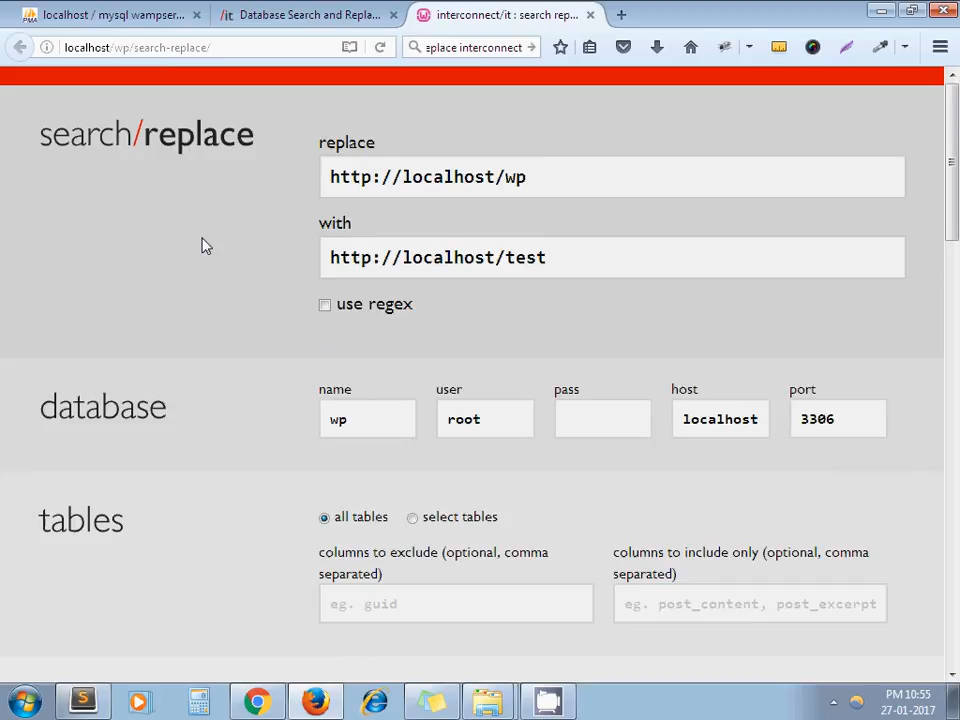 localhost / mysql wampser...
/it Database Search and Repla...
interconnect/it : search rep...
localhost/wp/search-replace/
eplace interconnect
search/replace
replace
http://localhost/wp
with
http://localhost/test
use regex
database
name
user
pass
host
port
wp
root
localhost
3306
tables
all tables
select tables
columns to exclude (optional, comma
separated)
columns to include only (optional, comma
separated)
eg. guid
eg. post_content, post_excerpt
PM 10:55
27-01-2017